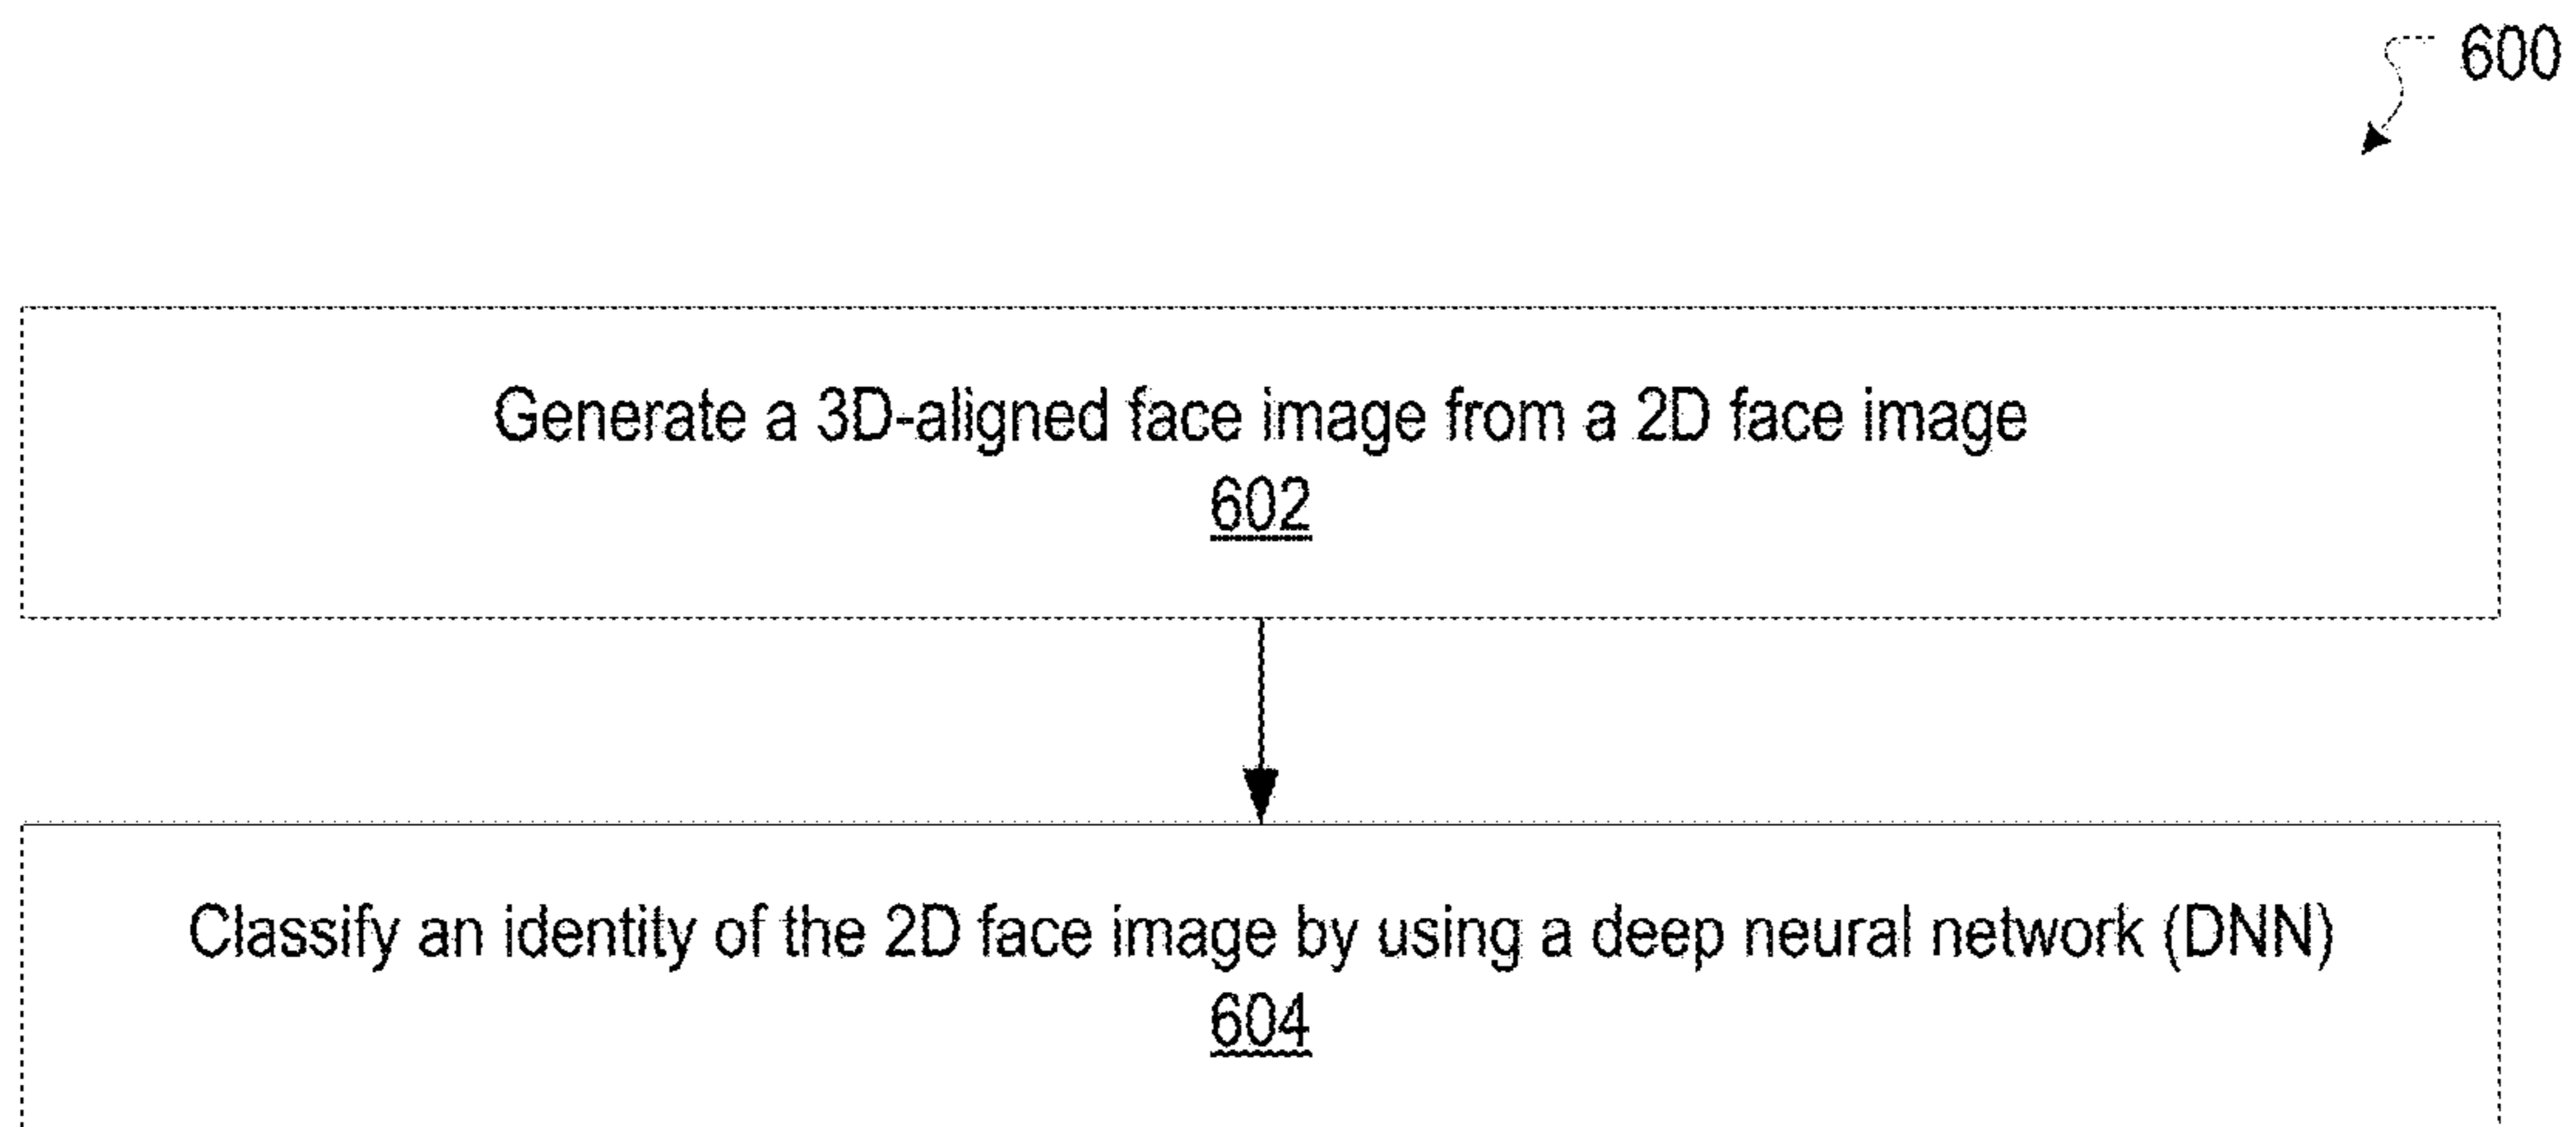 600
Generate a 3D-aligned face image from a 2D face image
602
Classify an identity of the 2D face image by using a deep neural network (DNN)
604